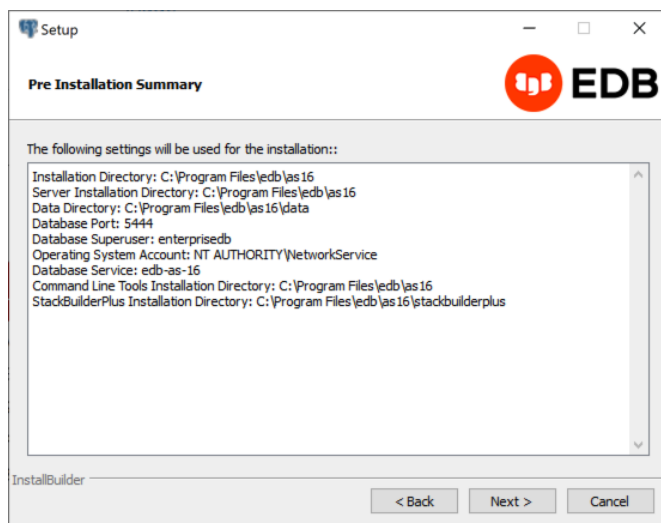 Setup
Pre Installation Summary
EDB
The following settings will be used for the installation::
Installation Directory: C:\Program Files\edb\as16
Server Installation Directory: C:\Program Files\edb\as16
Data Directory: C:\Program Files\edb\as16\data
Database Port: 5444
Database Superuser: enterprisedb
Operating System Account: NT AUTHORITY\NetworkService
Database Service: edb-as-16
Command Line Tools Installation Directory: C:\Program Files\edb\as16
StackBuilderPlus Installation Directory: C:\Program Files\edb\as16\stackbuilderplus
InstallBuilder
< Back Next > Cancel